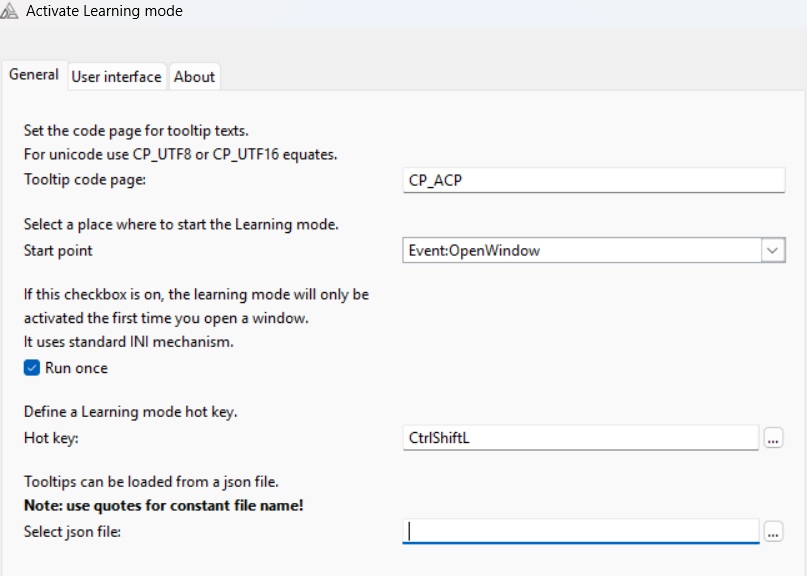 Activate Learning mode
General
User interface
About
Set the code page for tooltip texts.
For unicode use CP_UTF8 or CP_UTF16 equates.
Tooltip code page:
CP_ACP
Select a place where to start the Learning mode.
Start point
Event:OpenWindow
If this checkbox is on, the learning mode will only be
activated the first time you open a window.
It uses standard INI mechanism.
Run once
Define a Learning mode hot key.
Hot key:
CtrlShiftL
...
Tooltips can be loaded from a json file.
Note: use quotes for constant file name!
Select json file:
...